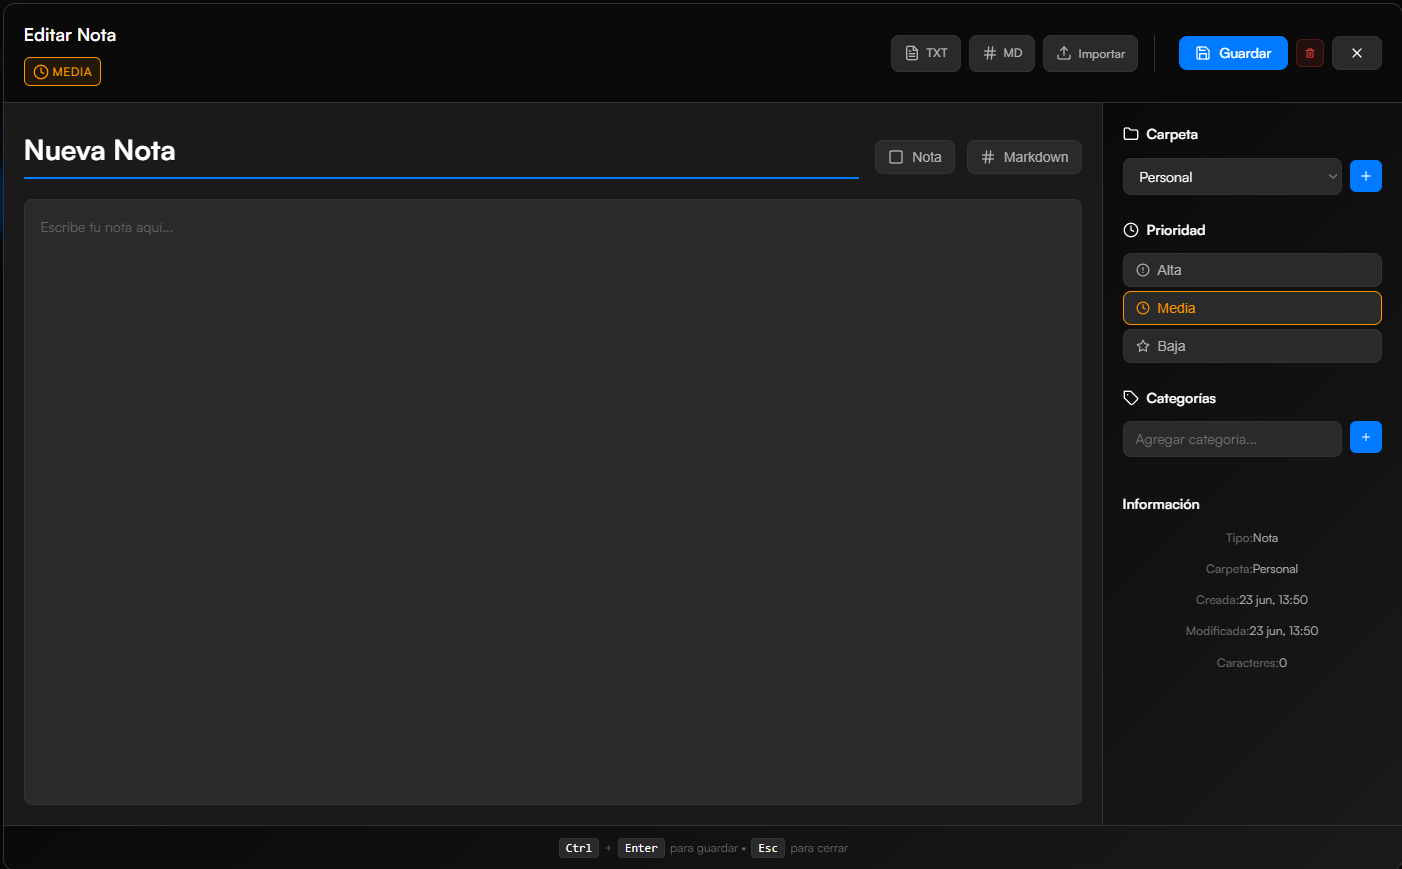 Editar Nota
MEDIA
TXT
MD
Importar
Guardar
Nueva Nota
Nota
Markdown
Escribe tu nota aquí...
Carpeta
Personal
Prioridad
Alta
Media
Baja
Categorías
Agregar categoría...
Información
Tipo:Nota
Carpeta:Personal
Creada:23 jun, 13:50
Modificada:23 jun, 13:50
Caracteres:0
Ctrl + Enter para guardar • Esc para cerrar